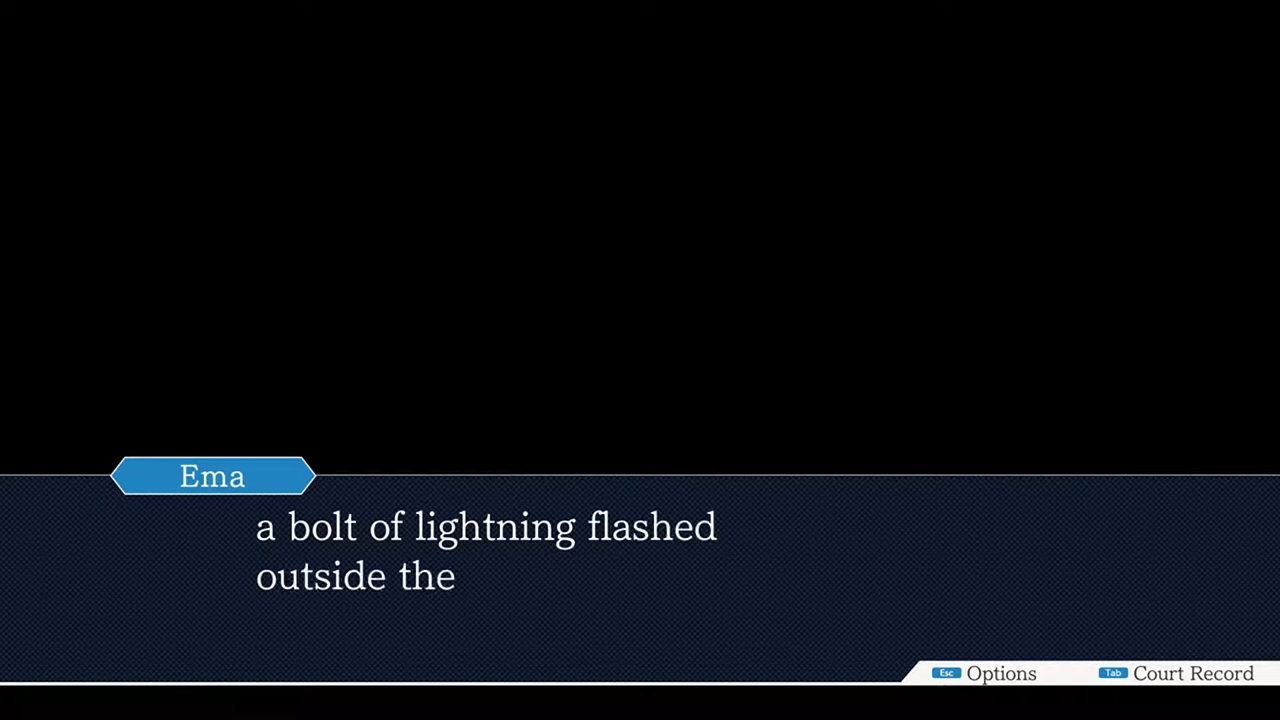 Ema
a bolt of lightning flashed
outside the
Esc Options Tab Court Record